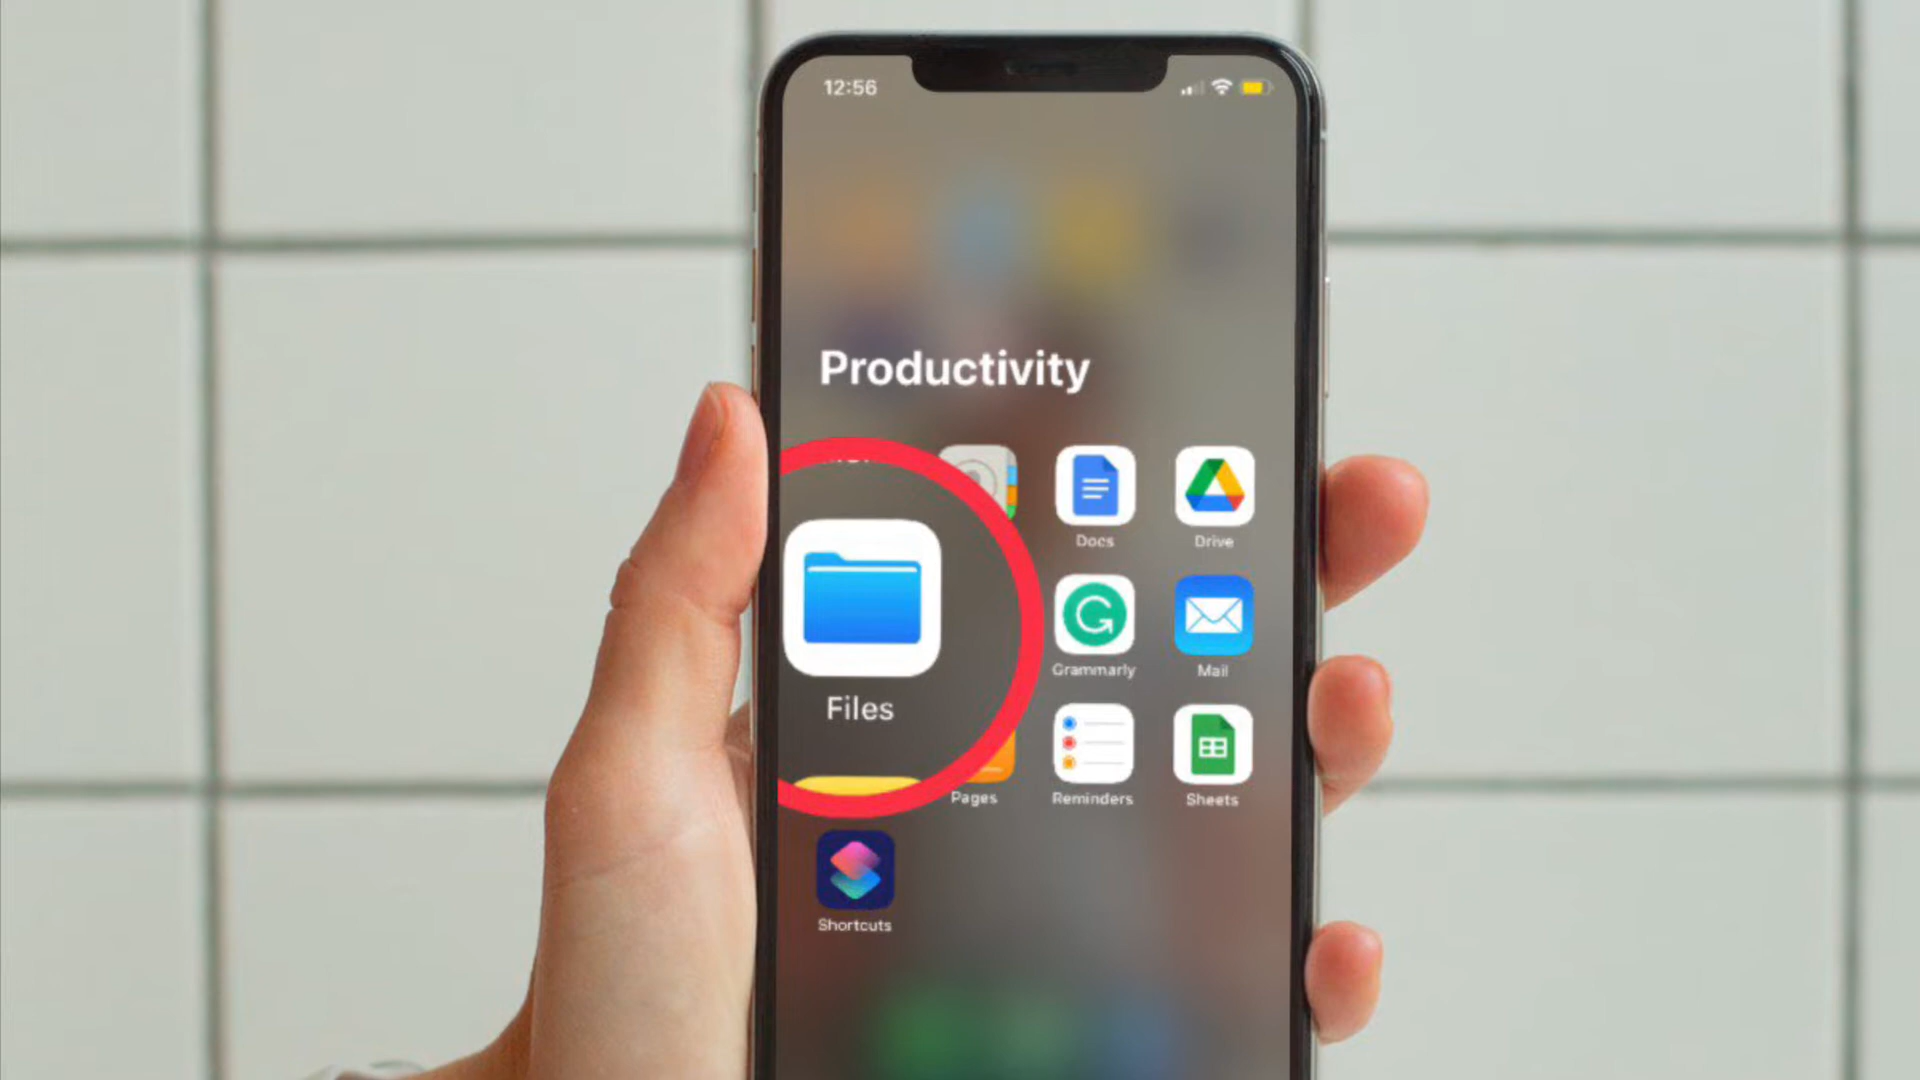 12:56
Productivity
Docs
Drive
Files
Grammarly
Mail
Pages
Reminders
Sheets
Shortcuts